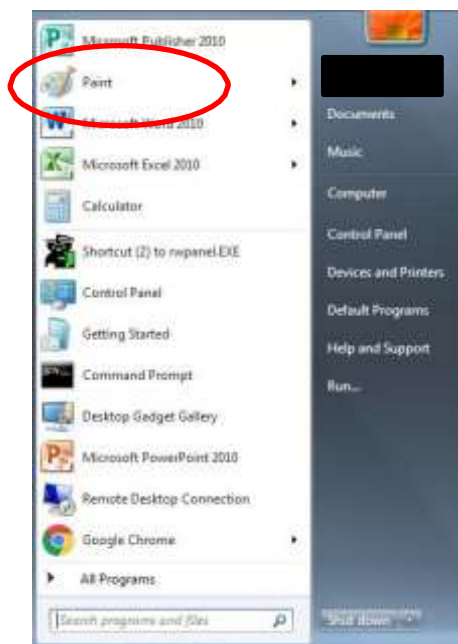 Microsoft Publisher 2010
Paint
Microsoft Word 2010
Microsoft Excel 2010
Calculator
Shortcut (2) to rwpanel.EXE
Control Panel
Getting Started
Command Prompt
Desktop Gadget Gallery
Microsoft PowerPoint 2010
Remote Desktop Connection
Google Chrome
All Programs
Search programs and files
Documents
Music
Computer
Control Panel
Devices and Printers
Default Programs
Help and Support
Run...
Shut down